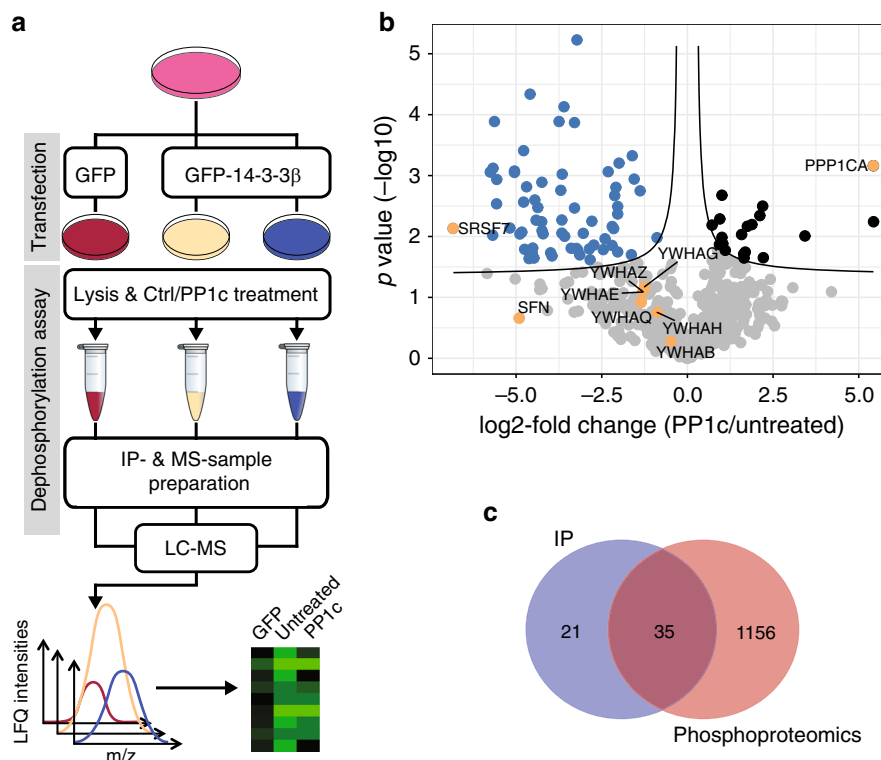 a
Transfection
GFP
GFP-14-3-3β
Dephosphorylation assay
Lysis & Ctrl/PP1c treatment
IP- & MS-sample
preparation
LC-MS
LFQ intensities
m/z
GFP
Untreated
PP1c
b
p value (−log10)
5
4
3
2
1
0
PPP1CA
SRSF7
YWHAG
YWHAZ
YWHAE
SFN
YWHAQ
YWHAH
YWHAB
−5.0
−2.5
0.0
2.5
5.0
log2-fold change (PP1c/untreated)
c
IP
21
35
1156
Phosphoproteomics